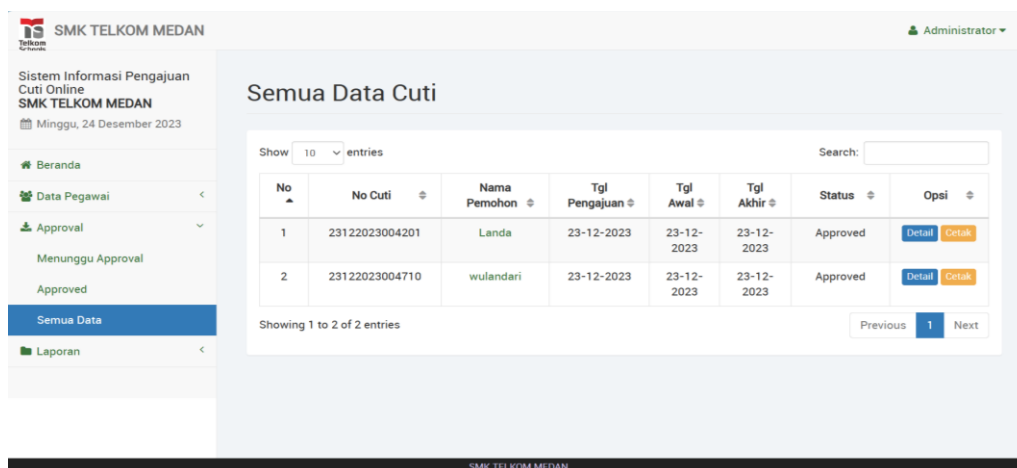 Telkom
Schools
SMK TELKOM MEDAN
Administrator
Sistem Informasi Pengajuan
Cuti Online
SMK TELKOM MEDAN
Minggu, 24 Desember 2023
Beranda
Data Pegawai
Approval
Menunggu Approval
Approved
Semua Data
Laporan
Semua Data Cuti
Show 10 entries
Search:
No No Cuti Nama Pemohon Tgl Pengajuan Tgl Awal Tgl Akhir Status Opsi
1 23122023004201 Landa 23-12-2023 23-12-2023 23-12-2023 Approved Detail Cetak
2 23122023004710 wulandari 23-12-2023 23-12-2023 23-12-2023 Approved Detail Cetak
Showing 1 to 2 of 2 entries
Previous 1 Next
SMK TELKOM MEDAN